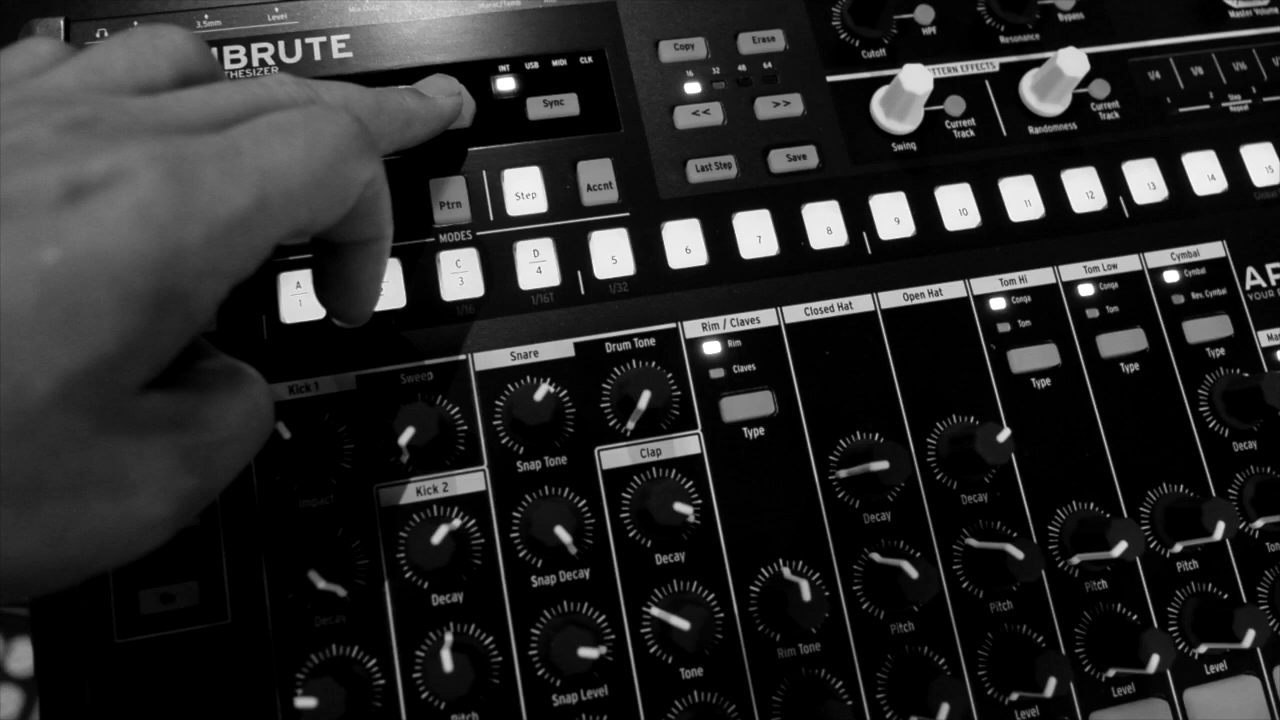 3,5mm
Level
BRUTE
INT USB MIDI CLK
Sync
Copy
Erase
16 32 48 64
<< >>
Last Step
Save
Cutoff
HPF
Resonance
Bypass
Master Volume
TTERN EFFECTS
Swing
Current
Track
Randomness
Current
Track
1/4 1/8 1/16
Step
Repeat
Ptrn
Step
Accnt
MODES
A
1
C
3
D
4
5
6
7
8
9
10
11
12
13
14
15
1/16
1/16T
1/32
Kick 1
Sweep
Impact
Decay
Kick 2
Decay
Pitch
Snare
Snap Tone
Snap Decay
Snap Level
Drum Tone
Clap
Decay
Tone
Rim / Claves
Rim
Claves
Type
Rim Tone
Closed Hat
Decay
Pitch
Open Hat
Decay
Pitch
Level
Tom Hi
Conga
Tom
Type
Pitch
Level
Tom Low
Conga
Tom
Type
Pitch
Level
Cymbal
Cymbal
Rev. Cymbal
Type
Decay